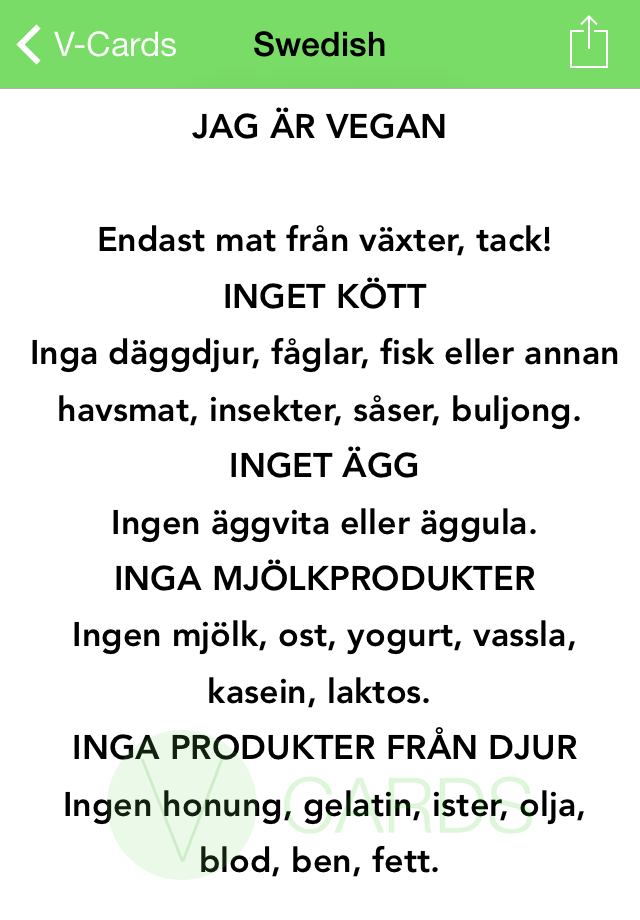 V-Cards Swedish
JAG ÄR VEGAN
Endast mat från växter, tack!
INGET KÖTT
Inga däggdjur, fåglar, fisk eller annan
havsmat, insekter, såser, buljong.
INGET ÄGG
Ingen äggvita eller äggula.
INGA MJÖLKPRODUKTER
Ingen mjölk, ost, yogurt, vassla,
kasein, laktos.
INGA PRODUKTER FRÅN DJUR
Ingen honung, gelatin, ister, olja,
blod, ben, fett.
V CARDS